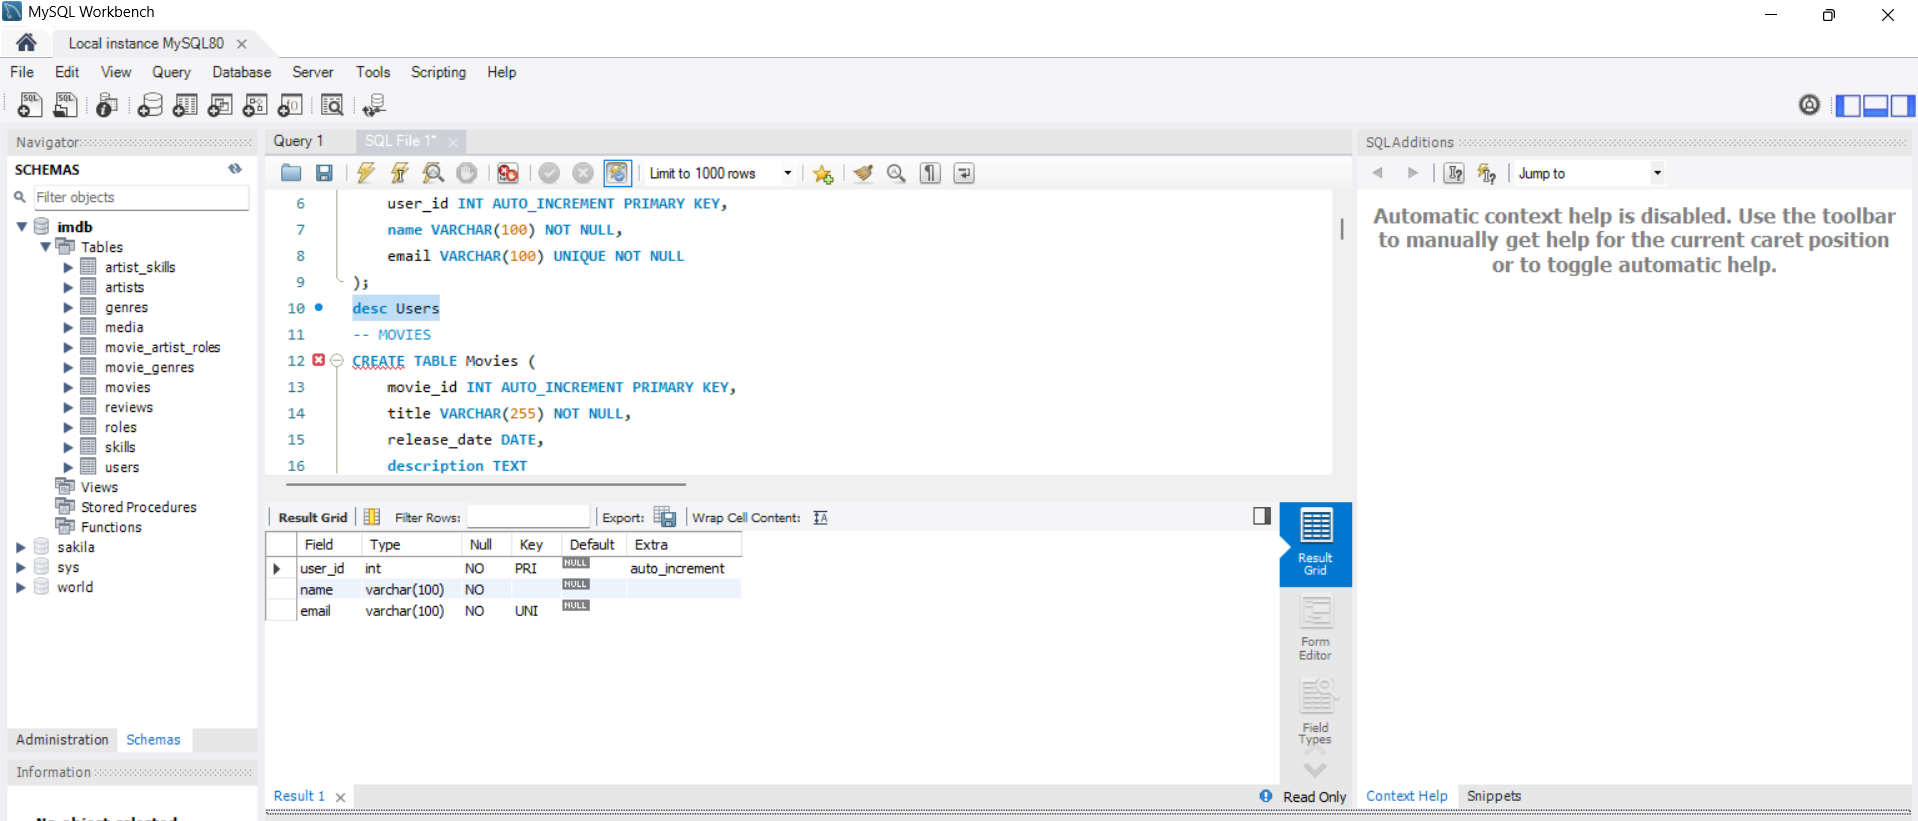 MySQL Workbench
Local instance MySQL80
File Edit View Query Database Server Tools Scripting Help
Navigator
SCHEMAS
Filter objects
imdb
Tables
artist_skills
artists
genres
media
movie_artist_roles
movie_genres
movies
reviews
roles
skills
users
Views
Stored Procedures
Functions
sakila
sys
world
Administration Schemas
Information
No object selected
Query 1 SQL File 1*
Limit to 1000 rows
6 user_id INT AUTO_INCREMENT PRIMARY KEY,
7 name VARCHAR(100) NOT NULL,
8 email VARCHAR(100) UNIQUE NOT NULL
9 );
10 desc Users
11 -- MOVIES
12 CREATE TABLE Movies (
13 movie_id INT AUTO_INCREMENT PRIMARY KEY,
14 title VARCHAR(255) NOT NULL,
15 release_date DATE,
16 description TEXT
Result Grid Filter Rows: Export: Wrap Cell Content: IA
Field Type Null Key Default Extra
user_id int NO PRI NULL auto_increment
name varchar(100) NO NULL
email varchar(100) NO UNI NULL
Result
Grid
Form
Editor
Field
Types
Result 1
Read Only
SQLAdditions
Jump to
Automatic context help is disabled. Use the toolbar
to manually get help for the current caret position
or to toggle automatic help.
Context Help Snippets